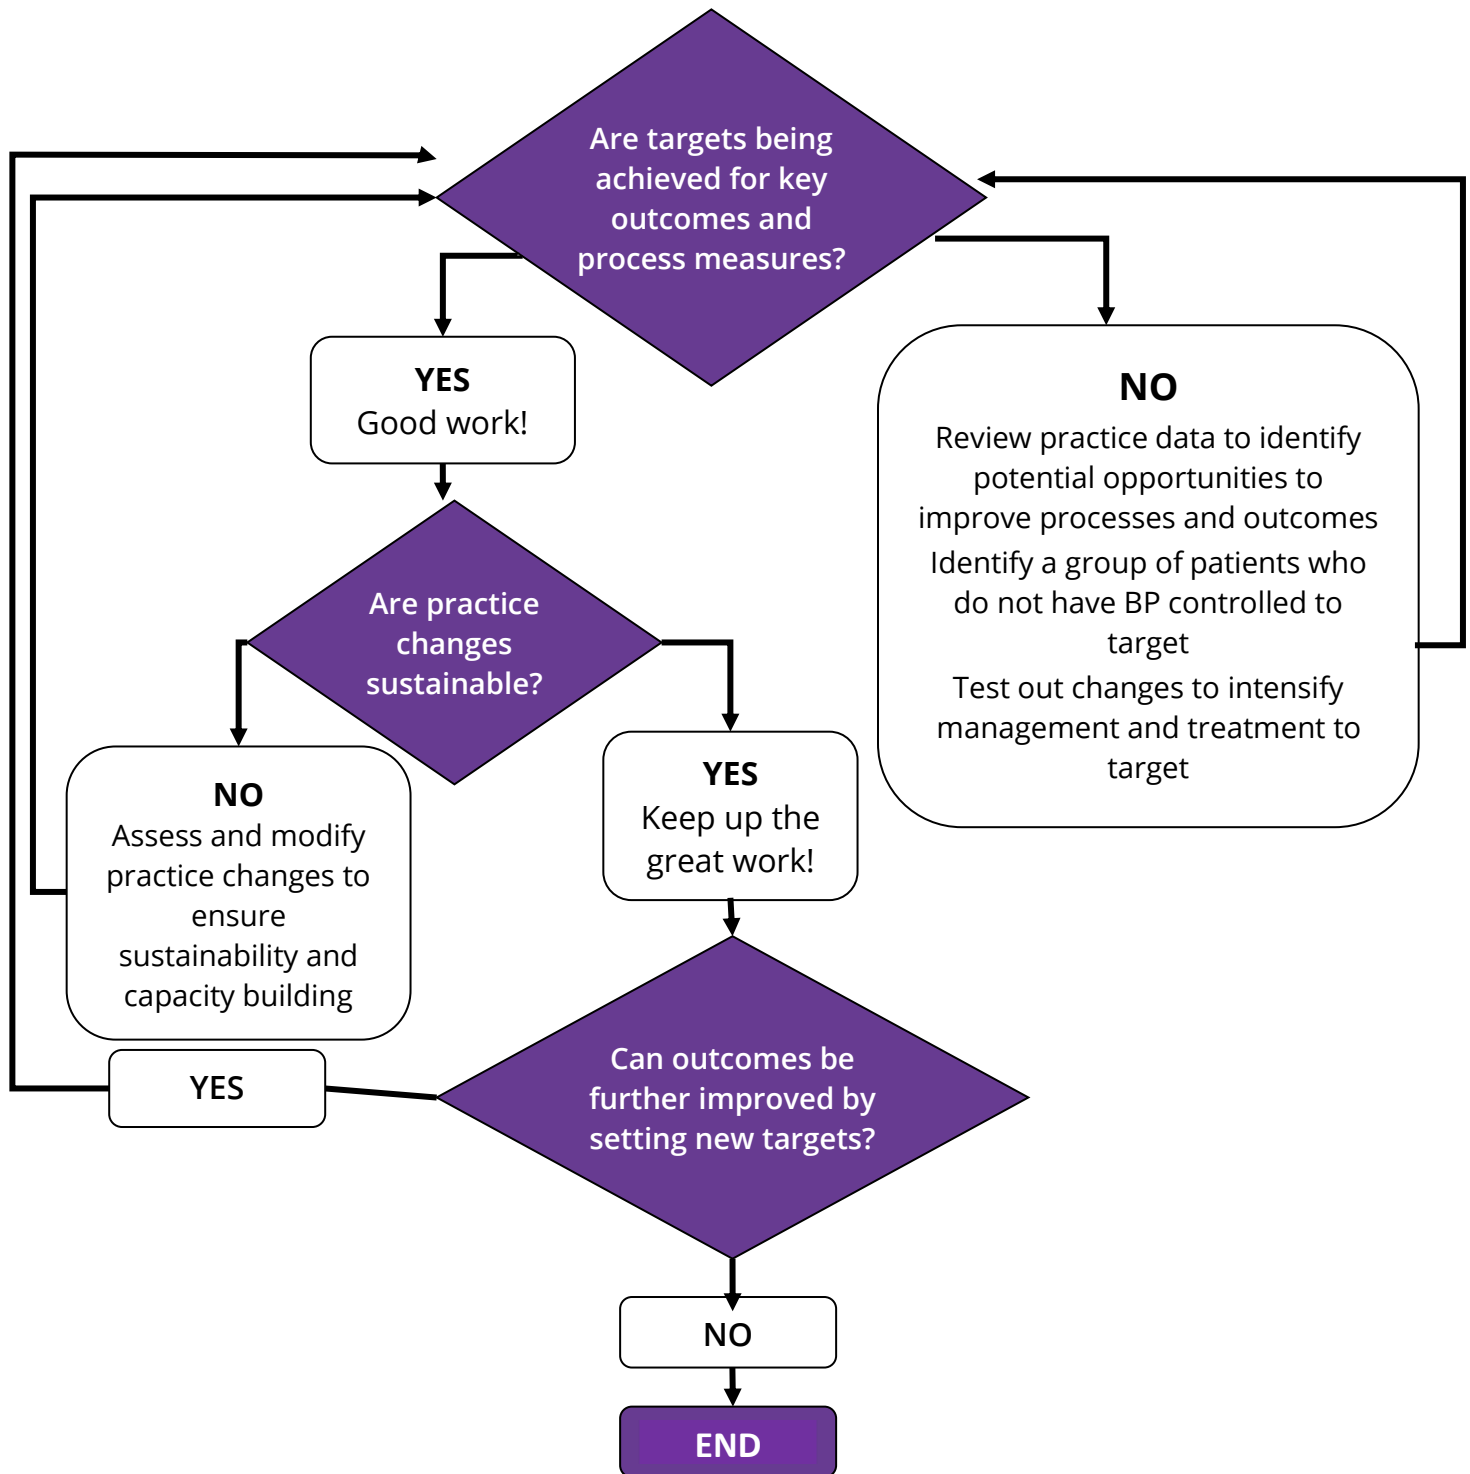 Are targets being
achieved for key
outcomes and
process measures?
YES
Good work!
NO
Review practice data to identify
potential opportunities to
improve processes and outcomes
Identify a group of patients who
do not have BP controlled to
target
Test out changes to intensify
management and treatment to
target
Are practice
changes
sustainable?
NO
Assess and modify
practice changes to
ensure
sustainability and
capacity building
YES
Keep up the
great work!
YES
Can outcomes be
further improved by
setting new targets?
NO
END